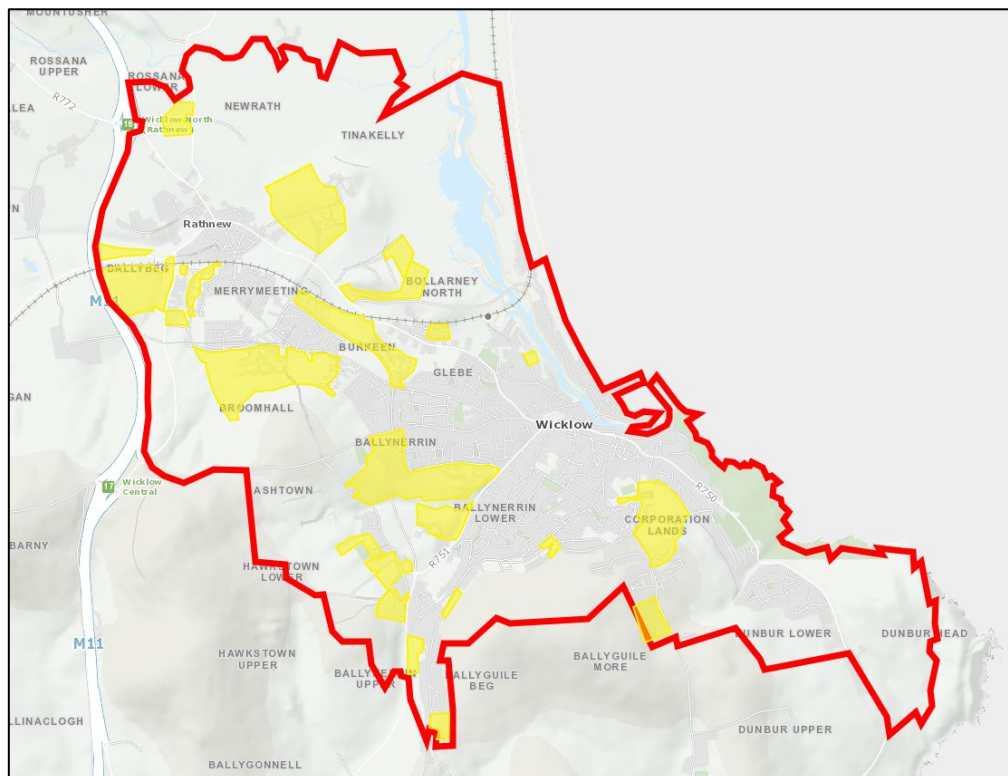 MOUNTUSHER
ROSSANA
UPPER
ROSSANA
LOWER
LEA
R772
NEWRATH
18
Wicklow North
(Rathnew)
TINAKELLY
Rathnew
BALLYBEG
MERRYMEETING
BOLLARNEY
NORTH
M11
BURKEEN
GLEBE
GAN
BROOMHALL
Wicklow
BALLYNERRIN
17
Wicklow
Central
ASHTOWN
R750
BALLYNERRIN
LOWER
CORPORATION
LANDS
BARNY
R751
HAWKSTOWN
LOWER
M11
HAWKSTOWN
UPPER
DUNBUR LOWER
DUNBUR HEAD
BALLYGUILE
MORE
UPPER
BALLYGUILE
BEG
LLINACLOGH
DUNBUR UPPER
BALLYGONNELL